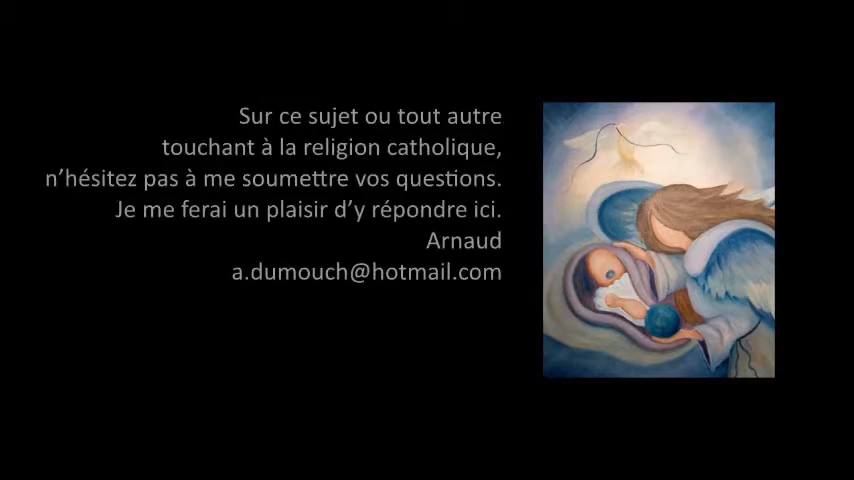 Sur ce sujet ou tout autre
touchant à la religion catholique,
n’hésitez pas à me soumettre vos questions.
Je me ferai un plaisir d’y répondre ici.
Arnaud
a.dumouch@hotmail.com